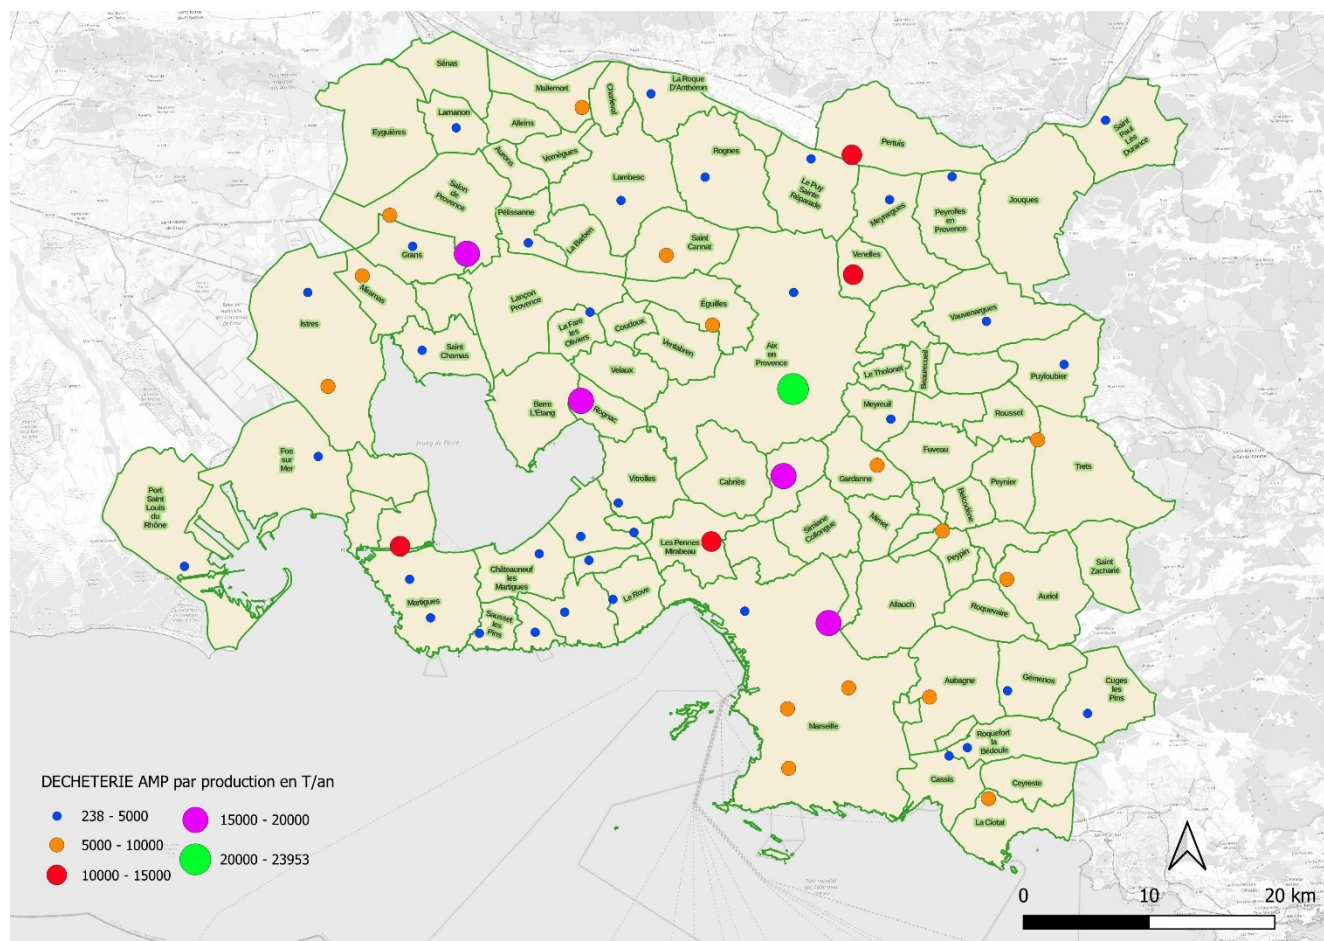 Sénas
Mallemort
Charleval
La Roque
D'Anthéron
Lamanon
Alleins
Eyguières
Aurons
Vernègues
Lambesc
Rognes
Pertuis
Saint
Paul
Lès
Durance
Le Puy
Sainte
Réparade
Meyrargues
Peyrolles
en
Provence
Jouques
Salon
de
Provence
Pélissanne
La Barben
Saint
Cannat
Venelles
Grans
Miramas
Lançon
Provence
Éguilles
Istres
La Fare
les
Oliviers
Coudoux
Ventabren
Vauvenargues
Saint
Chamas
Velaux
Aix
en
Provence
Le Tholonet
Beaurecueil
Puyloubier
Berre
L'Étang
Rognac
Meyreuil
Rousset
Etang de Berre
Fos
sur
Mer
Fuveau
Trets
Port
Saint
Louis
du
Rhône
Vitrolles
Cabriès
Gardanne
Peynier
Belcodène
Simiane
Collongue
Mimet
Les Pennes
Mirabeau
Peypin
Saint
Zacharie
Châteauneuf
les
Martigues
Martigues
Sausset
les
Pins
Le Rove
Allauch
Roquevaire
Auriol
Aubagne
Gémenos
Cuges
les
Pins
Marseille
Roquefort
la
Bédoule
Cassis
Ceyreste
La Ciotat
DECHETERIE AMP par production en T/an
238 - 5000
5000 - 10000
10000 - 15000
15000 - 20000
20000 - 23953
0 10 20 km